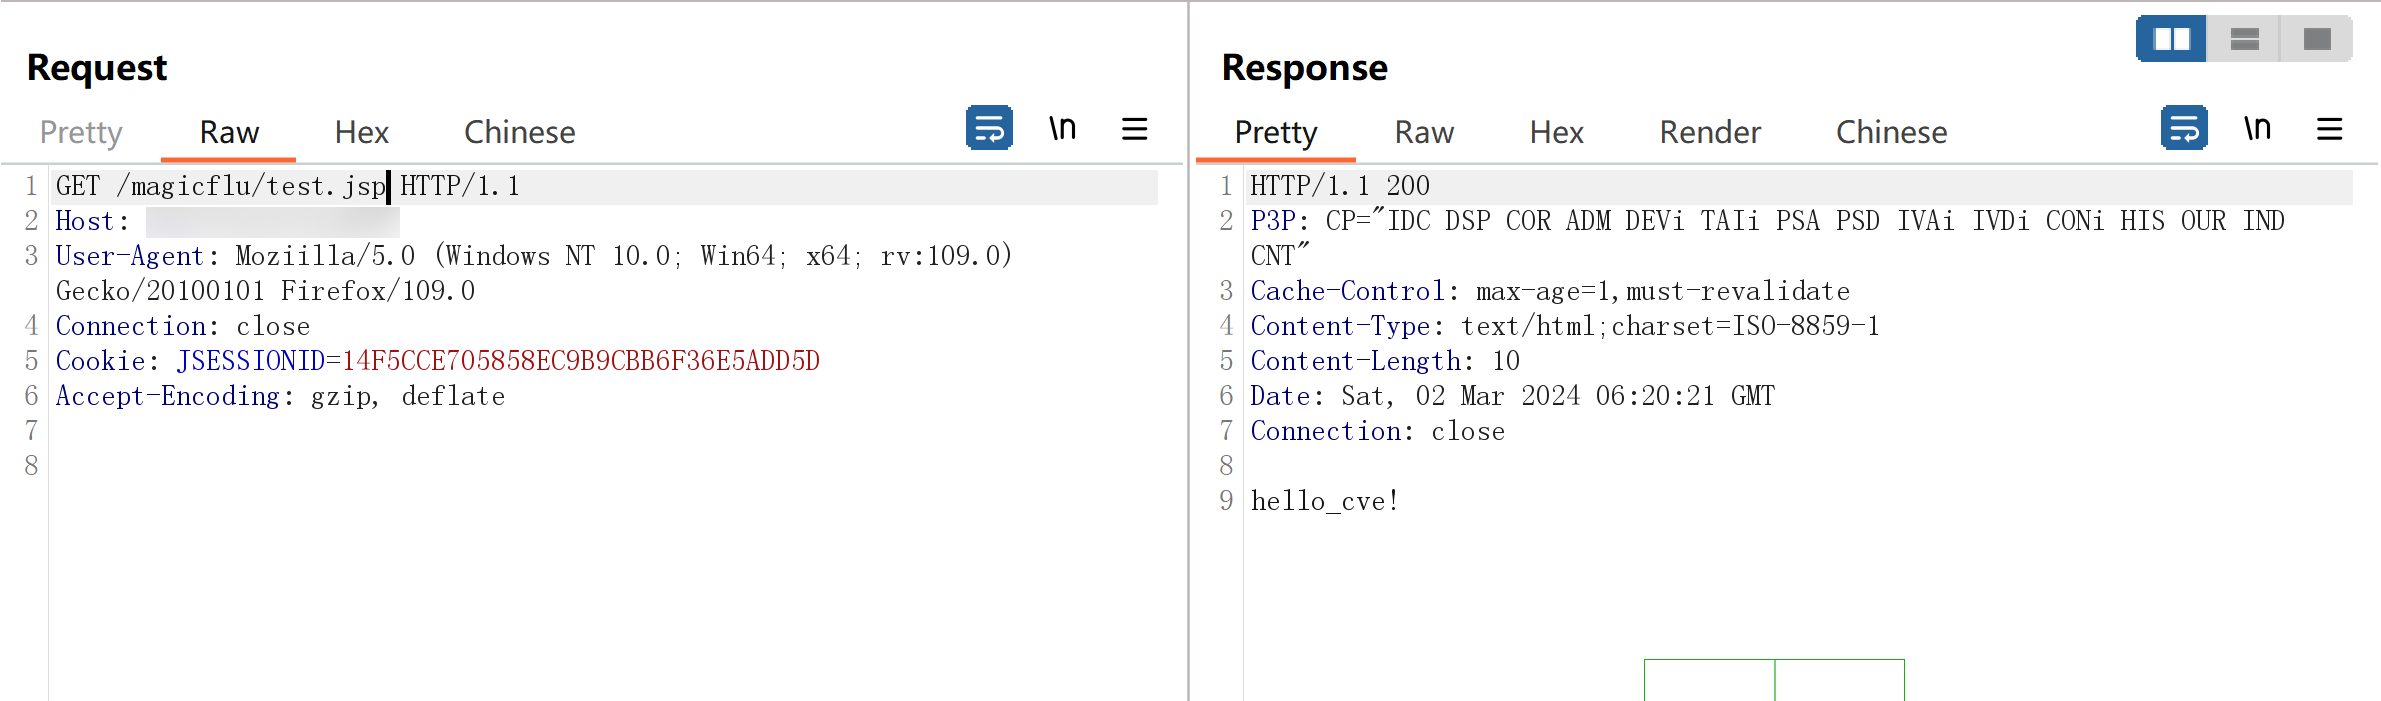 Request
Pretty Raw Hex Chinese \n
1 GET /magicflu/test.jsp HTTP/1.1
2 Host:
3 User-Agent: Moziilla/5.0 (Windows NT 10.0; Win64; x64; rv:109.0)
Gecko/20100101 Firefox/109.0
4 Connection: close
5 Cookie: JSESSIONID=14F5CCE705858EC9B9CBB6F36E5ADD5D
6 Accept-Encoding: gzip, deflate
7
8
Response
Pretty Raw Hex Render Chinese \n
1 HTTP/1.1 200
2 P3P: CP="IDC DSP COR ADM DEVi TAIi PSA PSD IVAi IVDi CONi HIS OUR IND
CNT"
3 Cache-Control: max-age=1,must-revalidate
4 Content-Type: text/html;charset=ISO-8859-1
5 Content-Length: 10
6 Date: Sat, 02 Mar 2024 06:20:21 GMT
7 Connection: close
8
9 hello_cve!